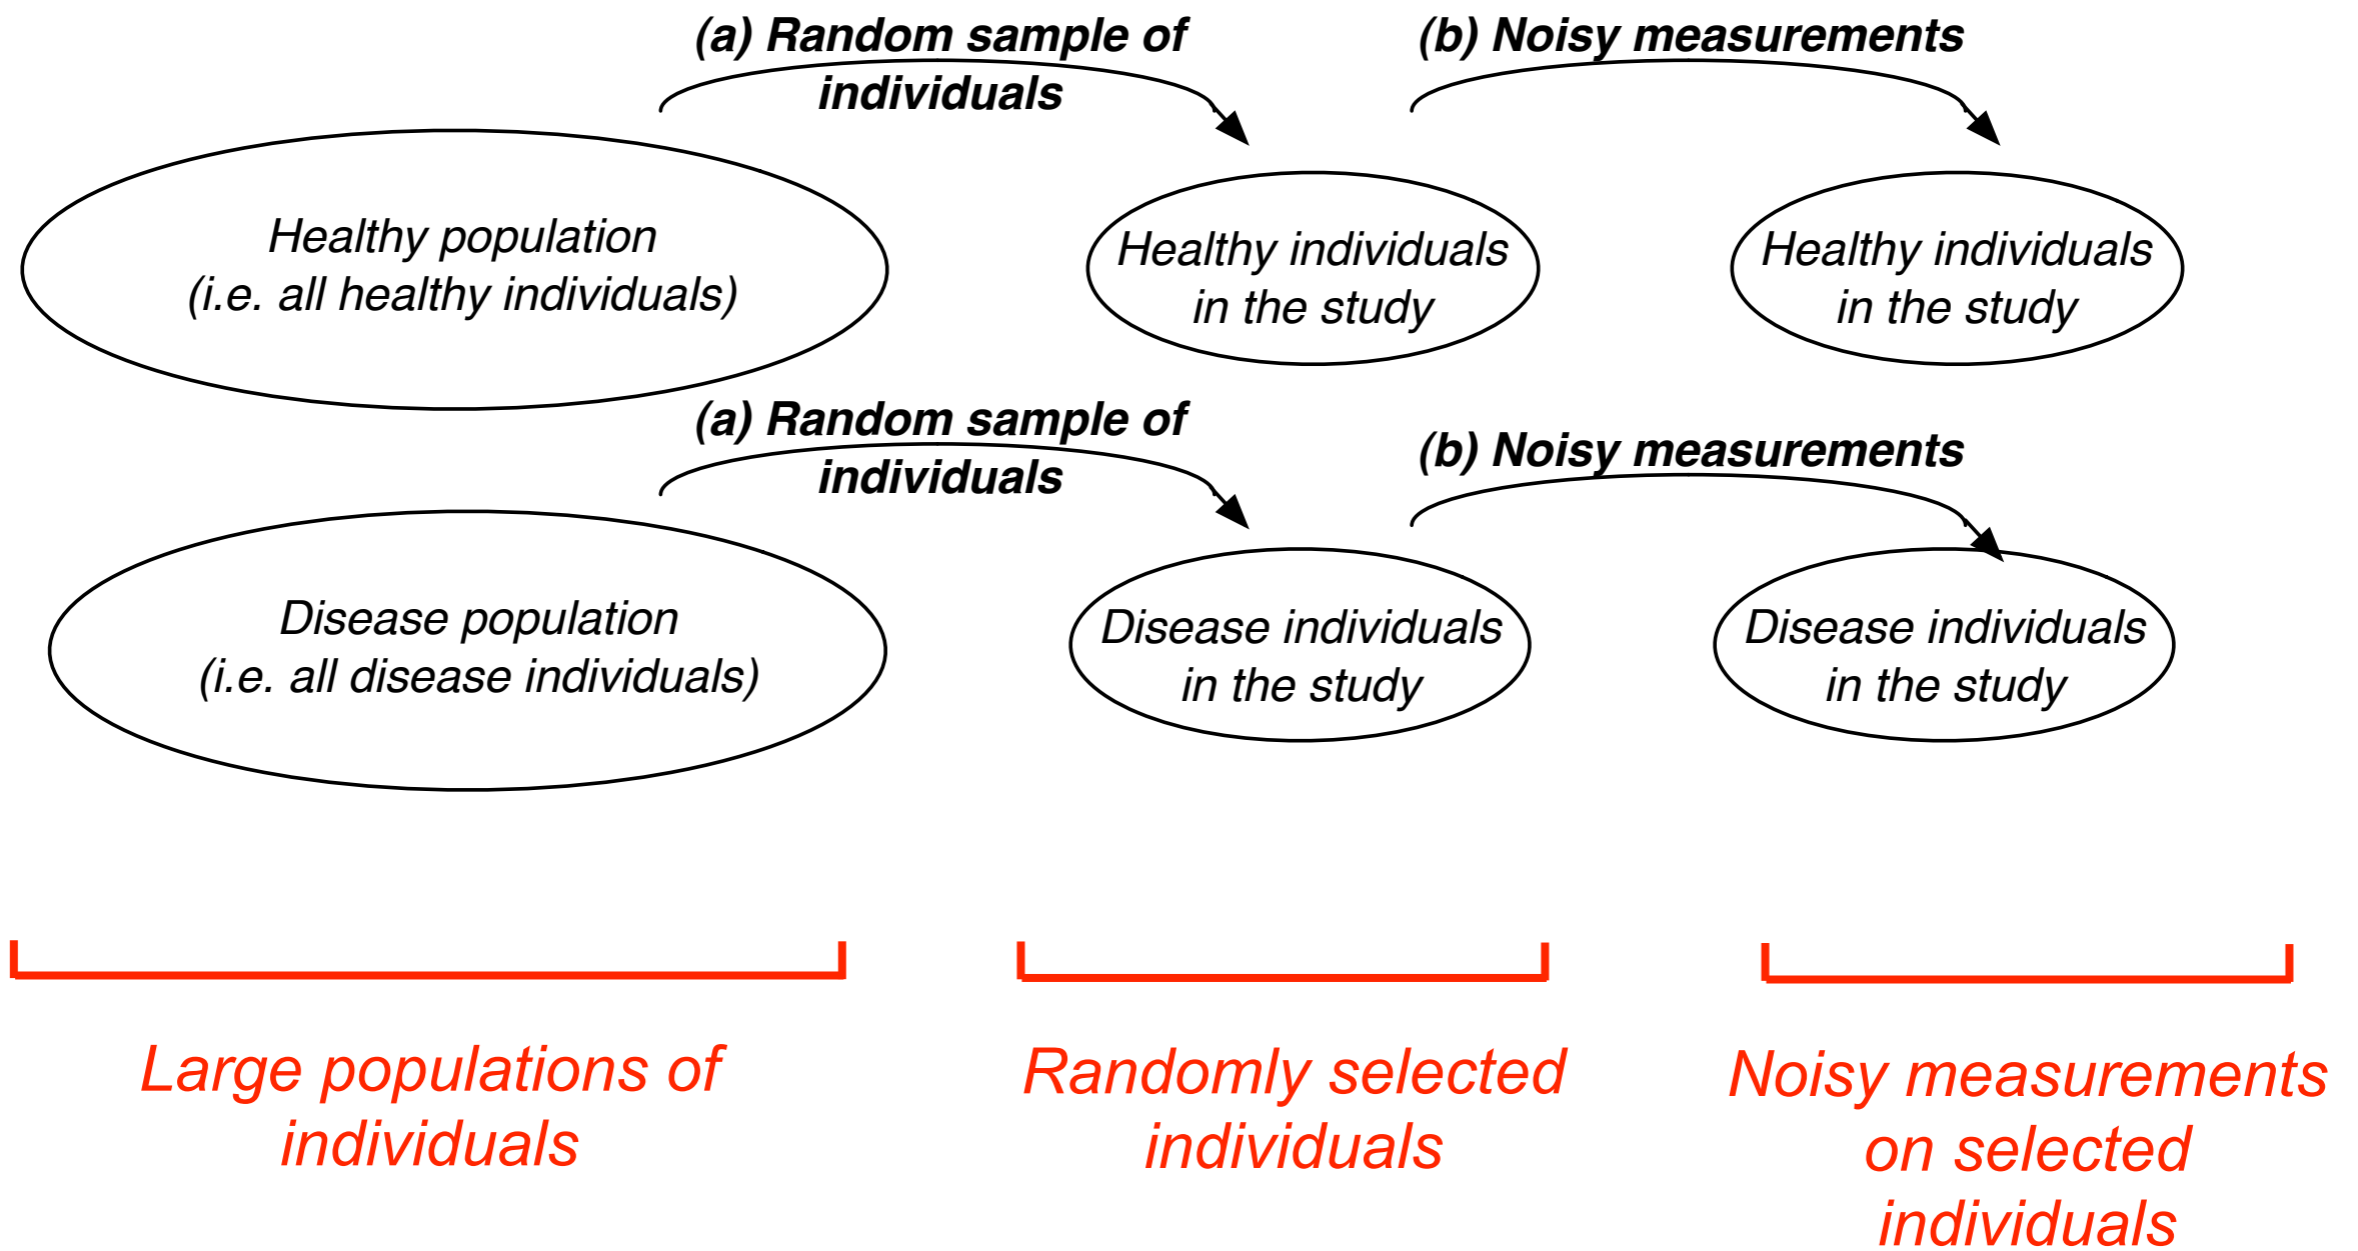 (a) Random sample of
individuals
(b) Noisy measurements
Healthy population
(i.e. all healthy individuals)
Healthy individuals
in the study
Healthy individuals
in the study
(a) Random sample of
individuals
(b) Noisy measurements
Disease population
(i.e. all disease individuals)
Disease individuals
in the study
Disease individuals
in the study
Large populations of
individuals
Randomly selected
individuals
Noisy measurements
on selected
individuals